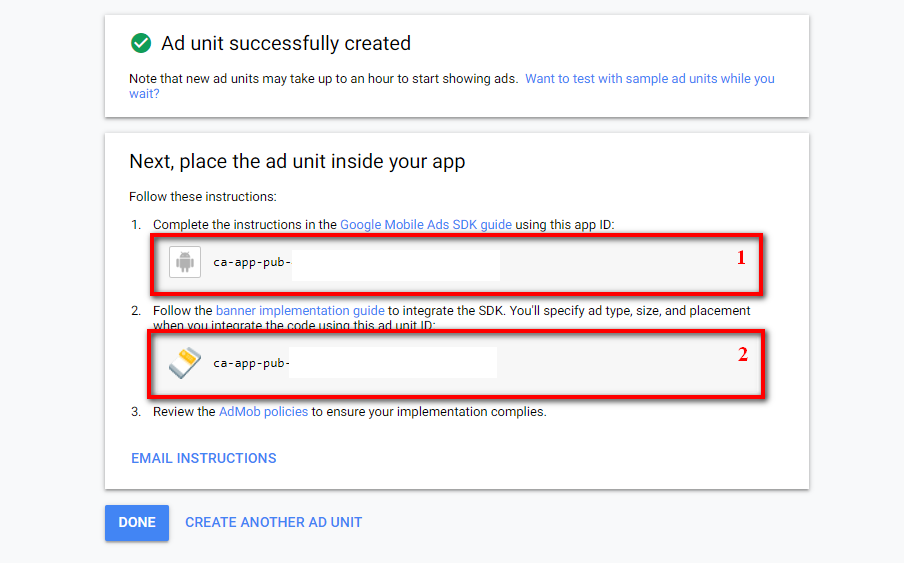 Ad unit successfully created
Note that new ad units may take up to an hour to start showing ads. Want to test with sample ad units while you
wait?
Next, place the ad unit inside your app
Follow these instructions:
1. Complete the instructions in the Google Mobile Ads SDK guide using this app ID:
ca-app-pub- 1
2. Follow the banner implementation guide to integrate the SDK. You'll specify ad type, size, and placement
when you integrate the code using this ad unit ID:
ca-app-pub- 2
3. Review the AdMob policies to ensure your implementation complies.
EMAIL INSTRUCTIONS
DONE CREATE ANOTHER AD UNIT